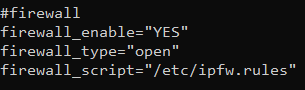 #firewall
firewall_enable="YES"
firewall_type="open"
firewall_script="/etc/ipfw.rules"